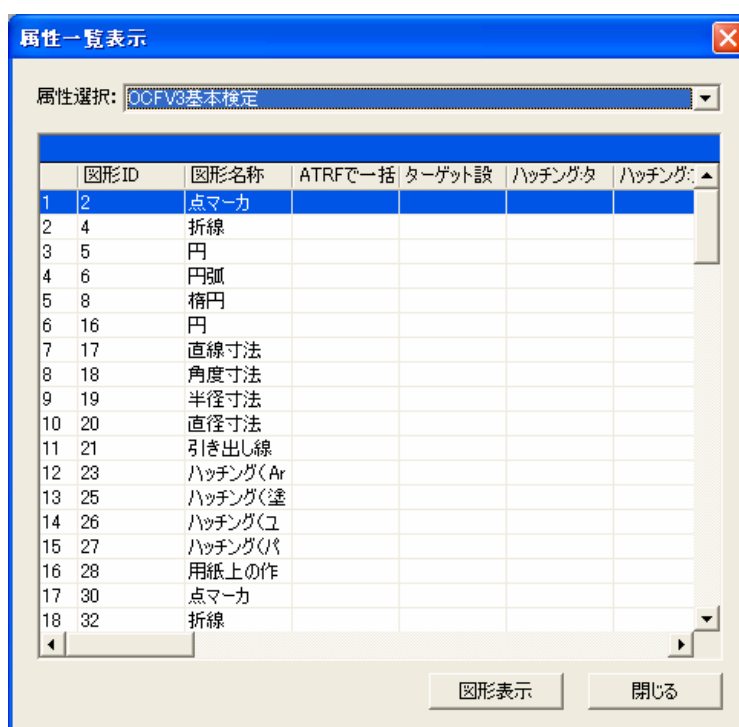 属性一覧表示
属性選択: OCFV3基本検定
図形ID 図形名称 ATRFで一括 ターゲット設 ハッチング:タ ハッチング:
1 2 点マーカ
2 4 折線
3 5 円
4 6 円弧
5 8 楕円
6 16 円
7 17 直線寸法
8 18 角度寸法
9 19 半径寸法
10 20 直径寸法
11 21 引き出し線
12 23 ハッチング(Ar
13 25 ハッチング(塗
14 26 ハッチング(ユ
15 27 ハッチング(パ
16 28 用紙上の作
17 30 点マーカ
18 32 折線
図形表示 閉じる